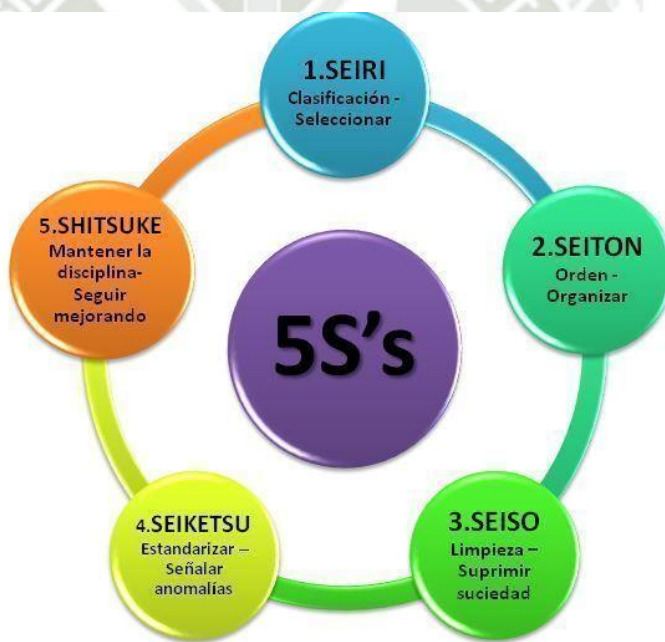 1.SEIRI
Clasificación -
Seleccionar
2.SEITON
Orden -
Organizar
3.SEISO
Limpieza –
Suprimir
suciedad
4.SEIKETSU
Estandarizar –
Señalar
anomalías
5.SHITSUKE
Mantener la
disciplina-
Seguir
mejorando
5S's